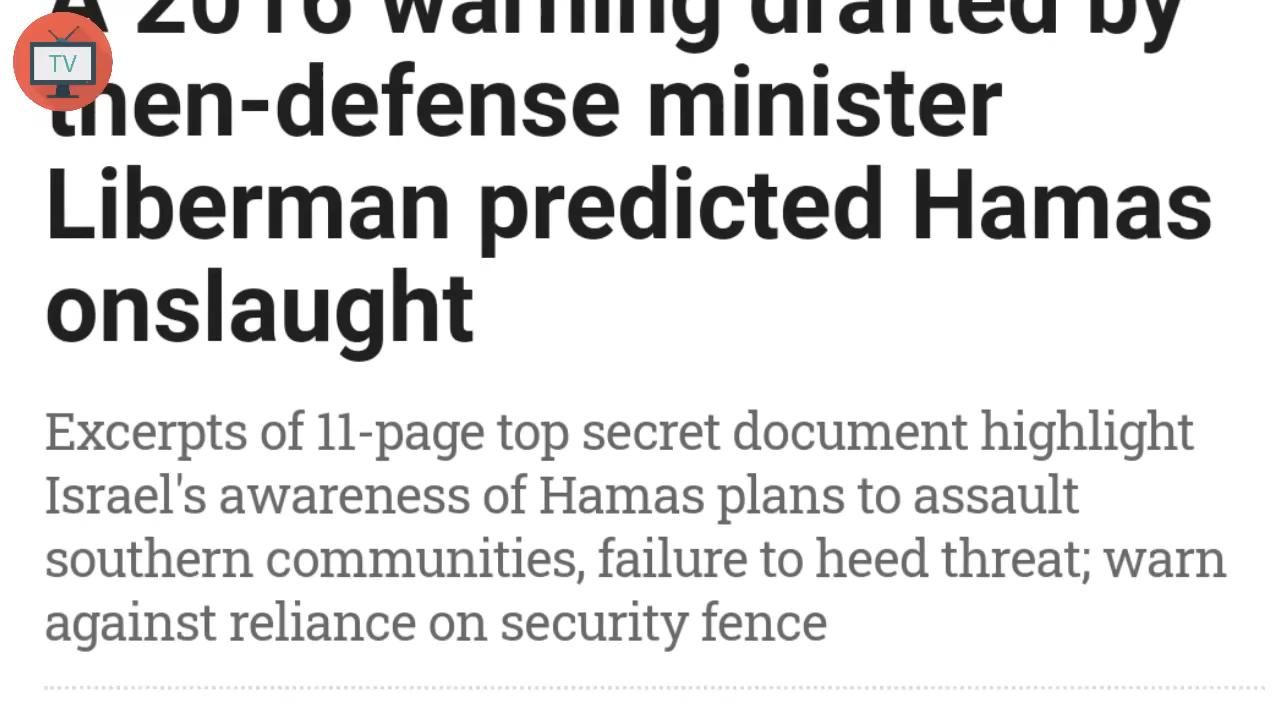 A 2016 warning drafted by
TV
then-defense minister
Liberman predicted Hamas
onslaught
Excerpts of 11-page top secret document highlight
Israel's awareness of Hamas plans to assault
southern communities, failure to heed threat; warn
against reliance on security fence